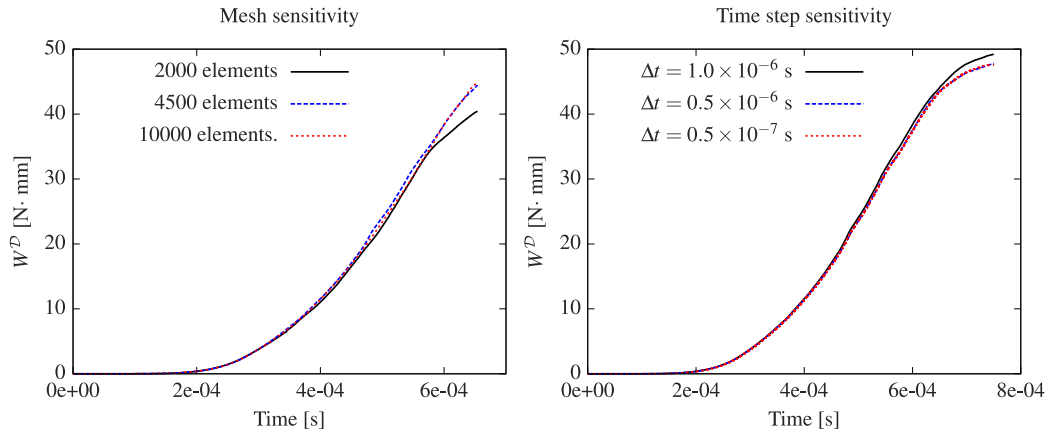 Mesh sensitivity
50
40
30
20
10
0
W^𝒟 [N· mm]
2000 elements
4500 elements
10000 elements.
0e+00
2e-04
4e-04
6e-04
Time [s]
Time step sensitivity
50
40
30
20
10
0
W^𝒟 [N· mm]
Δt = 1.0 × 10⁻⁶ s
Δt = 0.5 × 10⁻⁶ s
Δt = 0.5 × 10⁻⁷ s
0e+00
2e-04
4e-04
6e-04
8e-04
Time [s]